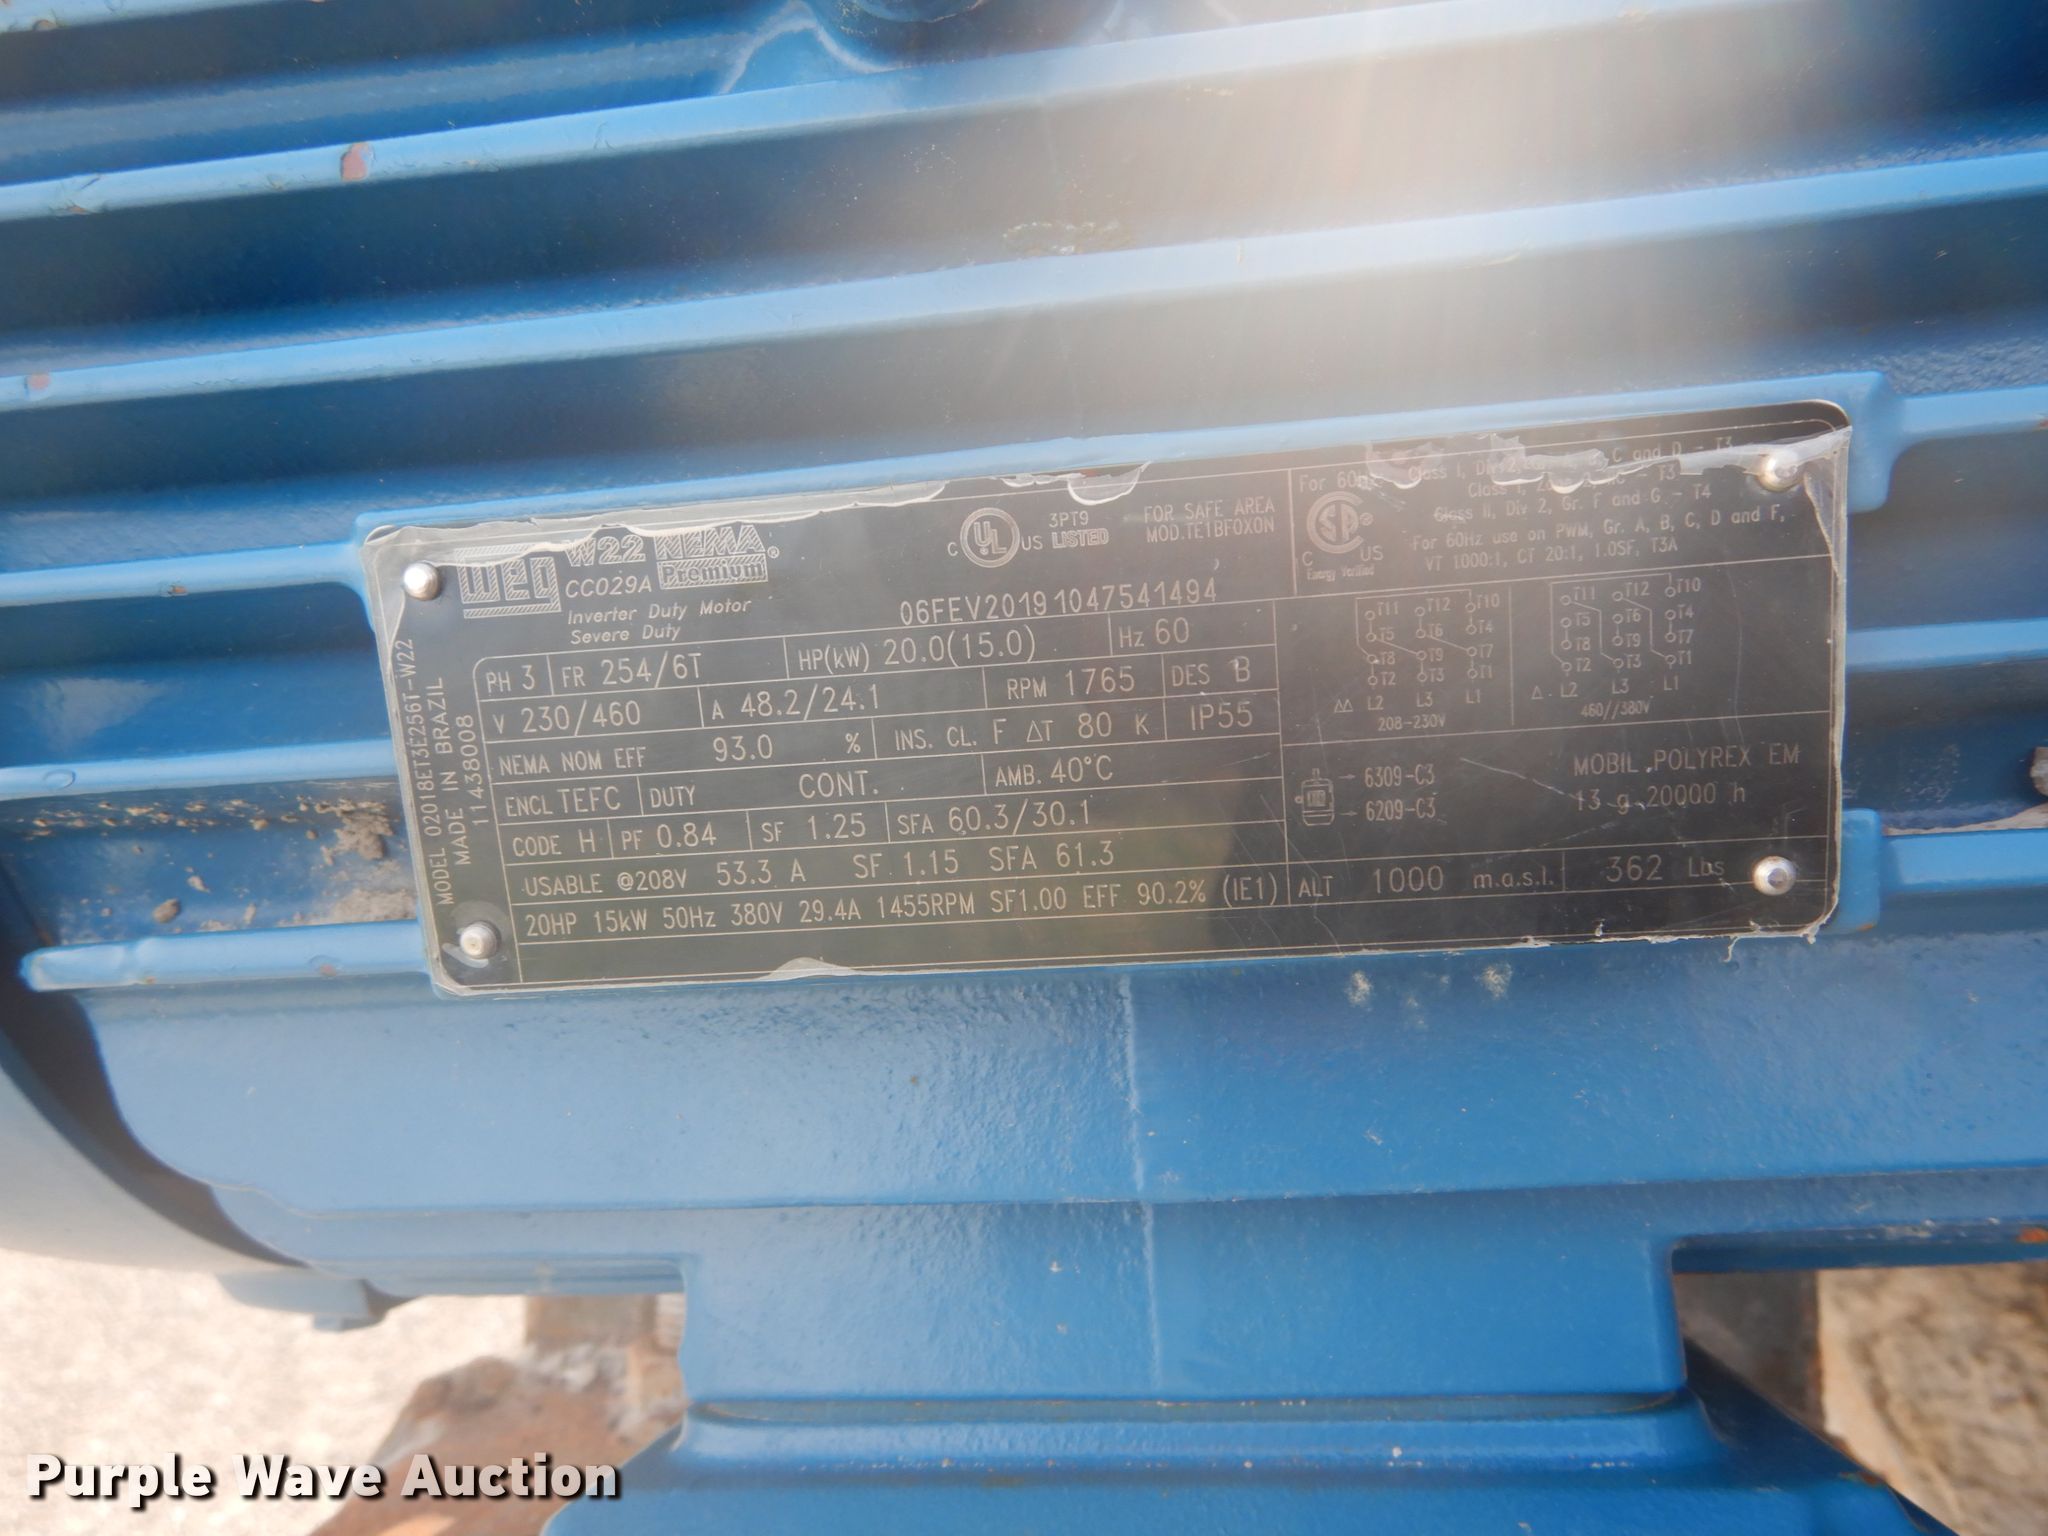 WEG W22 NEMA Premium®
CC029A
Inverter Duty Motor
Severe Duty
C UL US 3PT9 LISTED
FOR SAFE AREA
MOD.TE1BF0X0N
06FEV2019 1047541494
MODEL 02018ET3E256T-W22
MADE IN BRAZIL
11438008
PH 3 FR 254/6T HP(kW) 20.0(15.0) Hz 60
V 230/460 A 48.2/24.1 RPM 1765 DES B
NEMA NOM EFF 93.0 % INS. CL. F ΔT 80 K IP55
ENCL TEFC DUTY CONT. AMB. 40°C
CODE H PF 0.84 SF 1.25 SFA 60.3/30.1
USABLE @208V 53.3 A SF 1.15 SFA 61.3
20HP 15kW 50Hz 380V 29.4A 1455RPM SF1.00 EFF 90.2% (IE1)
For 60Hz Class I, Div 2, Gr. A, B, C and D - T3
Class I, - T3
Class II, Div 2, Gr. F and G - T4
For 60Hz use on PWM, Gr. A, B, C, D and F,
VT 1000:1, CT 20:1, 1.0SF, T3A
C SA® US
Energy Verified
T11 T12 T10
T5 T6 T4
T8 T9 T7
T2 T3 T1
ΔΔ L2 L3 L1
208-230V
T11 T12 T10
T5 T6 T4
T8 T9 T7
T2 T3 T1
Δ L2 L3 L1
460//380V
6309-C3
6209-C3
MOBIL POLYREX EM
13 g 20000 h
ALT 1000 m.a.s.l. 362 Lbs
Purple Wave Auction